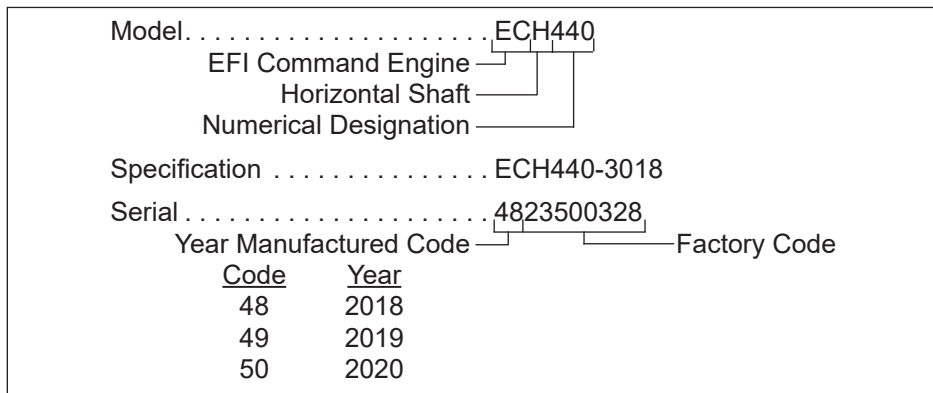 Model. . . . . . . . . . . . . . . . . . . . . . ECH440
EFI Command Engine
Horizontal Shaft
Numerical Designation
Specification . . . . . . . . . . . . . . . ECH440-3018
Serial . . . . . . . . . . . . . . . . . . . . . . 4823500328
Year Manufactured Code Factory Code
Code Year
48 2018
49 2019
50 2020